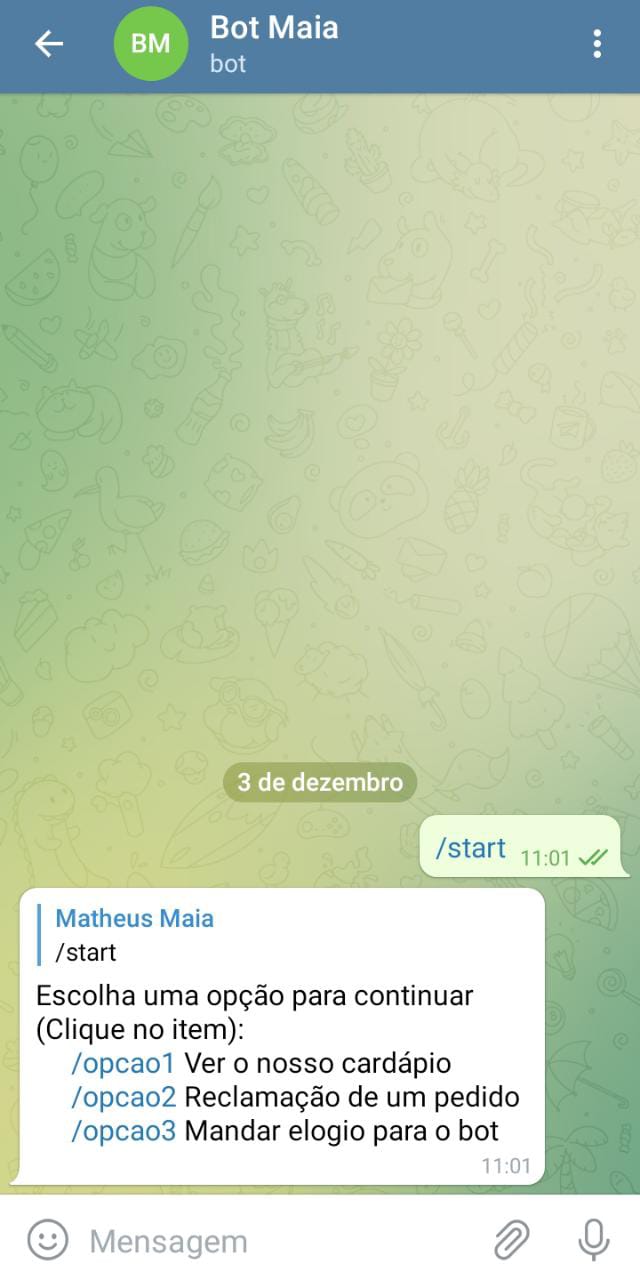 BM
Bot Maia
bot
3 de dezembro
/start 11:01
Matheus Maia
/start
Escolha uma opção para continuar
(Clique no item):
/opcao1 Ver o nosso cardápio
/opcao2 Reclamação de um pedido
/opcao3 Mandar elogio para o bot
11:01
Mensagem